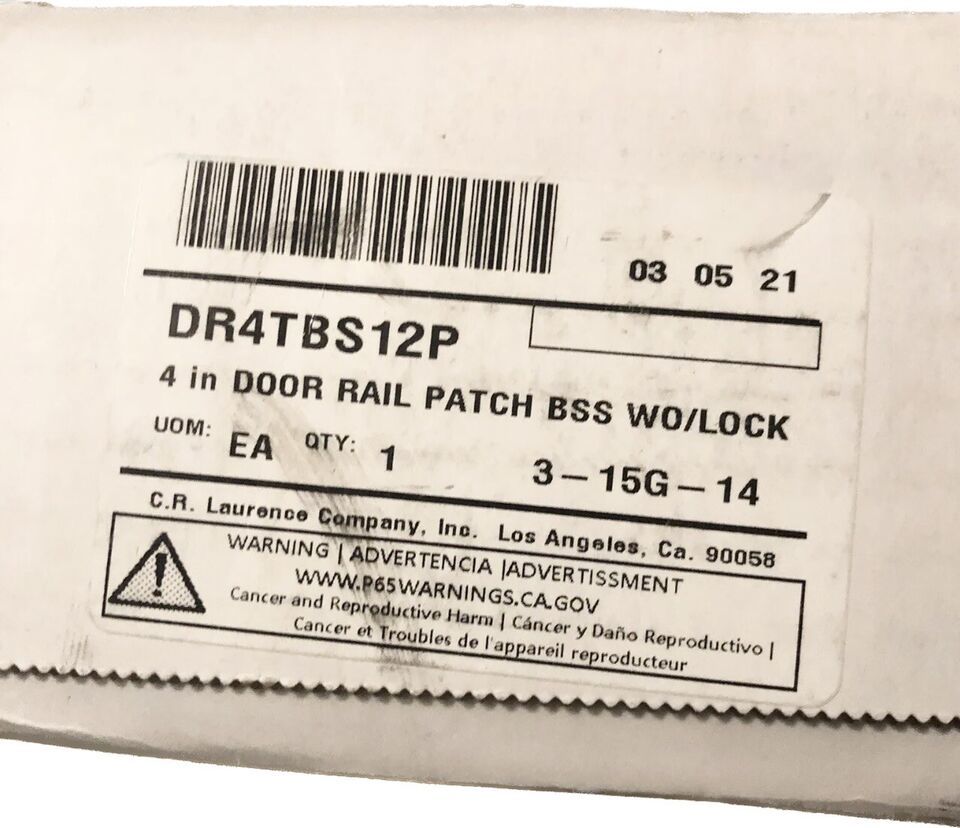 03 05 21
DR4TBS12P
4 in DOOR RAIL PATCH BSS WO/LOCK
UOM: EA QTY: 1 3-15G-14
C.R. Laurence Company, Inc. Los Angeles, Ca. 90058
WARNING | ADVERTENCIA |ADVERTISSMENT
WWW.P65WARNINGS.CA.GOV
Cancer and Reproductive Harm | Cáncer y Daño Reproductivo |
Cancer et Troubles de l'appareil reproducteur